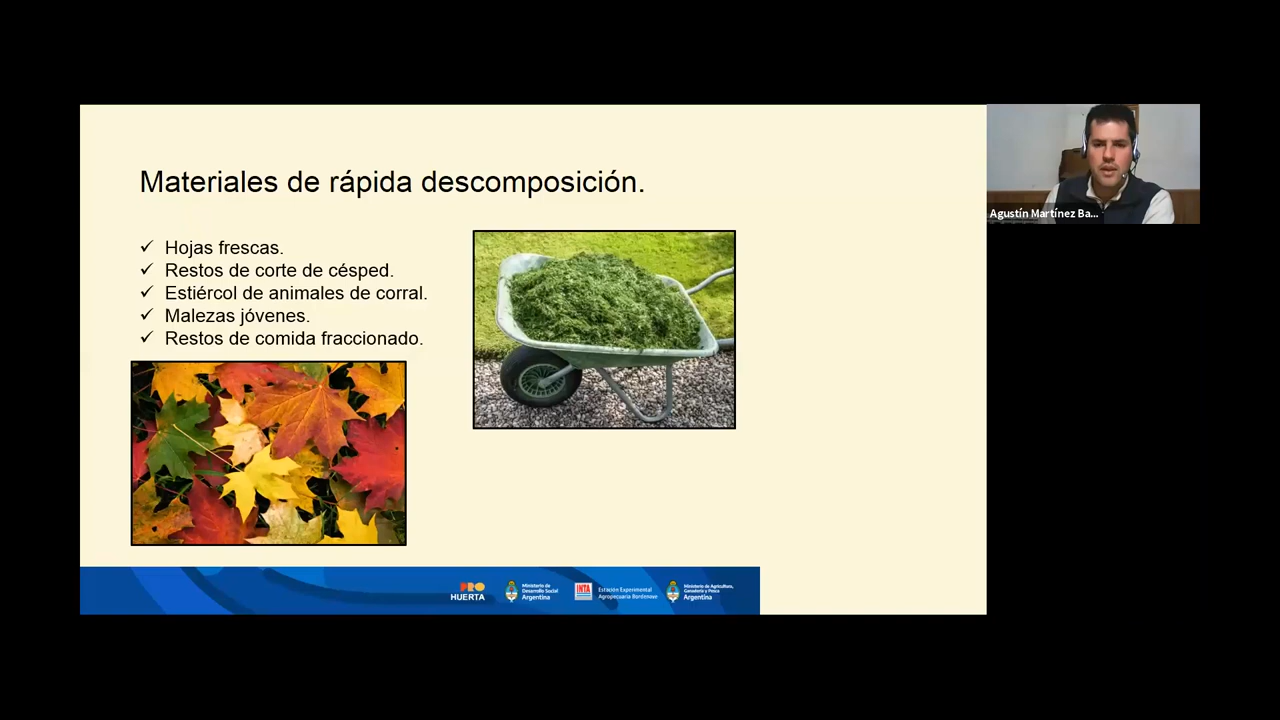 Materiales de rápida descomposición.
✓ Hojas frescas.
✓ Restos de corte de césped.
✓ Estiércol de animales de corral.
✓ Malezas jóvenes.
✓ Restos de comida fraccionado.
Agustín Martínez Ba...
PRO
HUERTA
Ministerio de
Desarrollo Social
Argentina
INTA
Estación Experimental
Agropecuaria Bordenave
Ministerio de Agricultura,
Ganadería y Pesca
Argentina